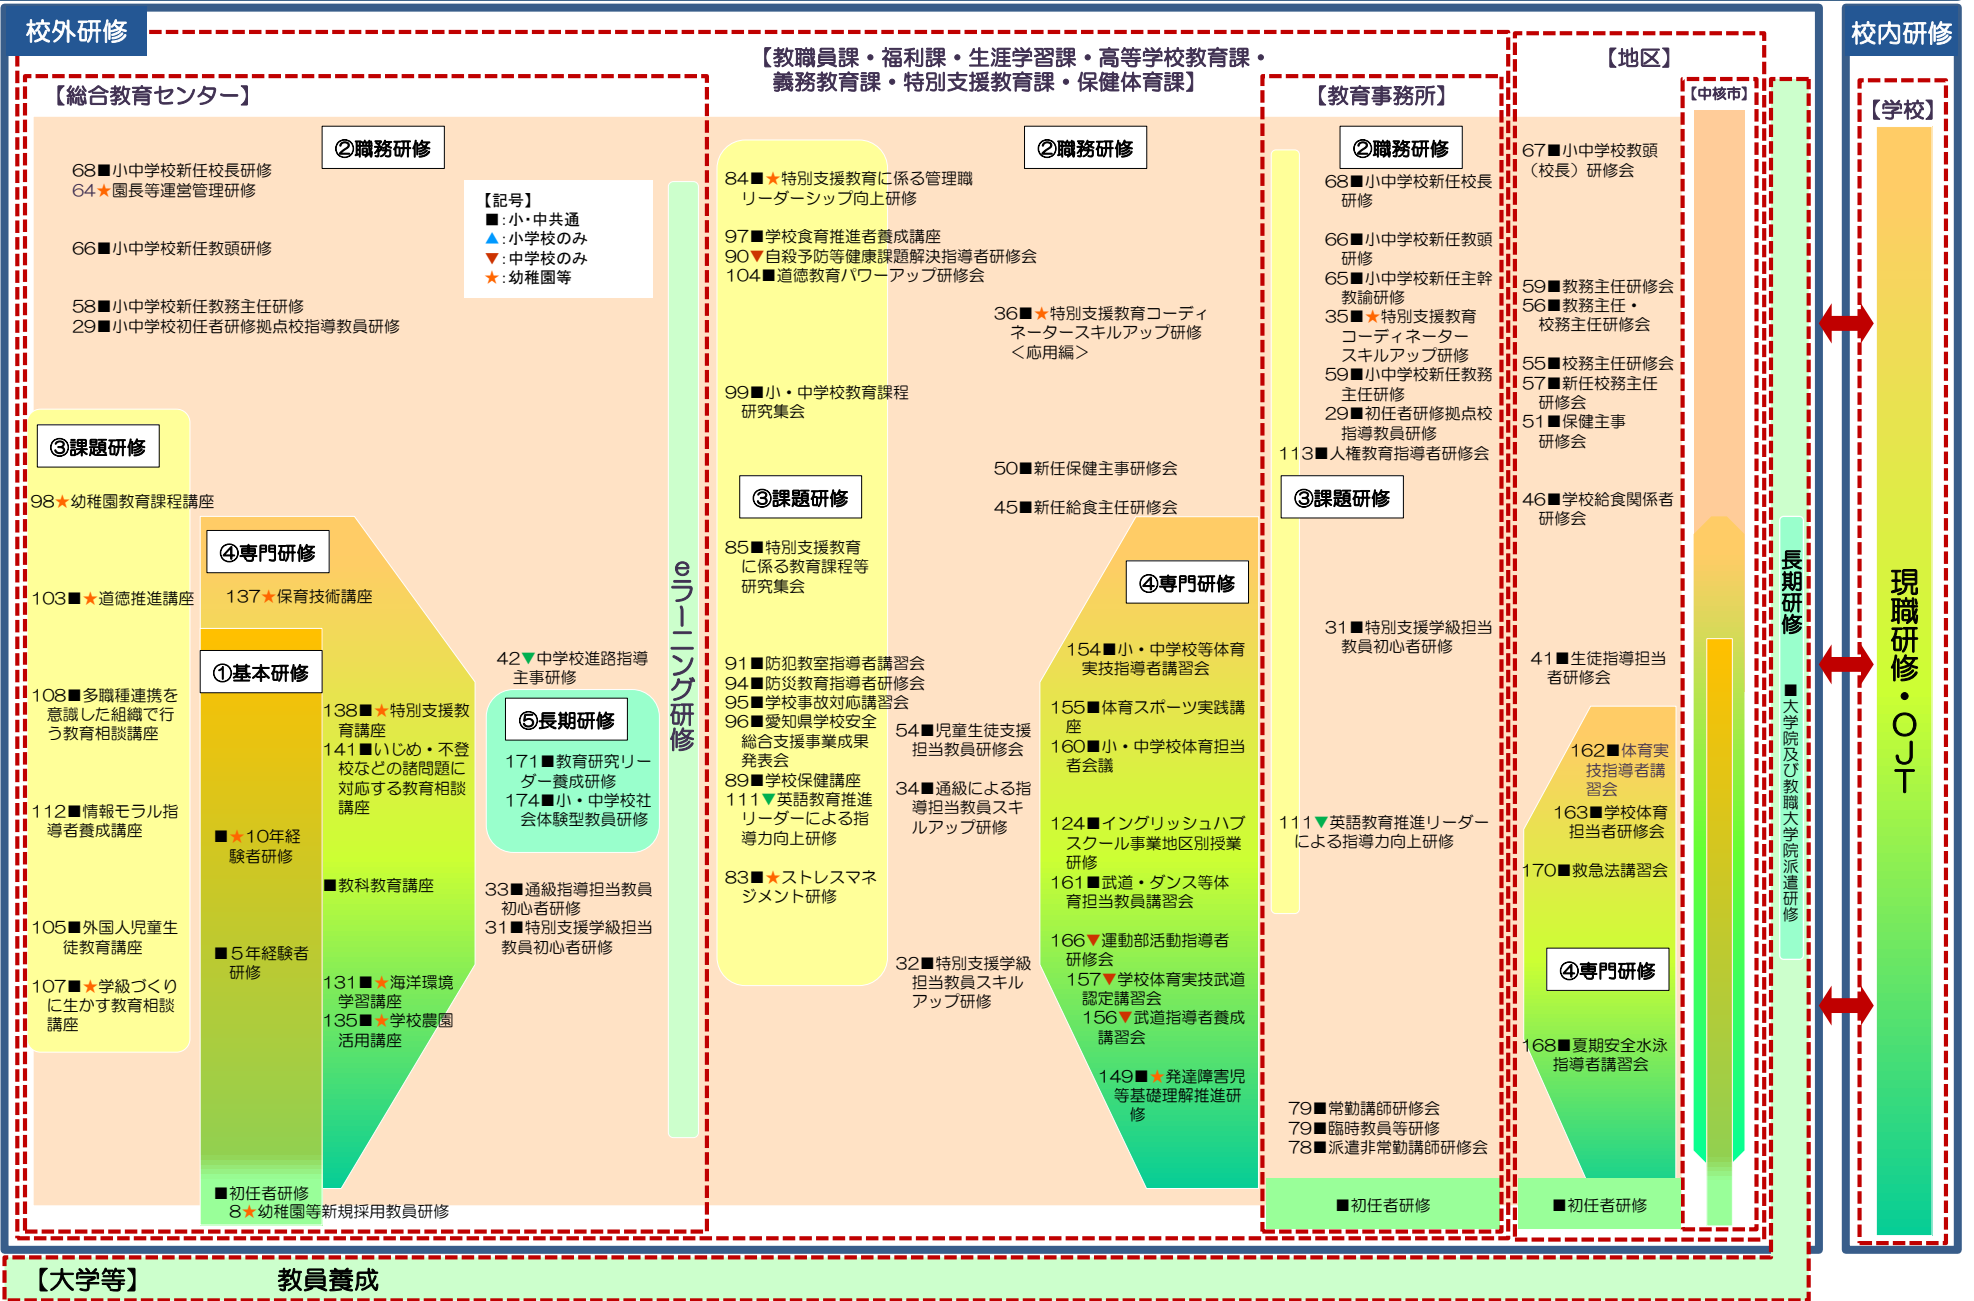 校外研修
【教職員課・福利課・生涯学習課・高等学校教育課・
義務教育課・特別支援教育課・保健体育課】
【総合教育センター】
②職務研修
68■小中学校新任校長研修
64★園長等運営管理研修
66■小中学校新任教頭研修
58■小中学校新任教務主任研修
29■小中学校初任者研修拠点校指導教員研修
【記号】
■:小・中共通
▲:小学校のみ
▼:中学校のみ
★:幼稚園等
③課題研修
98★幼稚園教育課程講座
103■★道徳推進講座
108■多職種連携を
意識した組織で行
う教育相談講座
112■情報モラル指
導者養成講座
105■外国人児童生
徒教育講座
107■★学級づくり
に生かす教育相談
講座
④専門研修
137★保育技術講座
①基本研修
■★10年経
験者研修
■５年経験者
研修
■初任者研修
8★幼稚園等新規採用教員研修
138■★特別支援教
育講座
141■いじめ・不登
校などの諸問題に
対応する教育相談
講座
■教科教育講座
131■★海洋環境
学習講座
135■★学校農園
活用講座
42▼中学校進路指導
主事研修
⑤長期研修
171■教育研究リー
ダー養成研修
174■小・中学校社
会体験型教員研修
33■通級指導担当教員
初心者研修
31■特別支援学級担当
教員初心者研修
eラーニング研修
②職務研修
84■★特別支援教育に係る管理職
リーダーシップ向上研修
97■学校食育推進者養成講座
90▼自殺予防等健康課題解決指導者研修会
104■道徳教育パワーアップ研修会
36■★特別支援教育コーディ
ネータースキルアップ研修
＜応用編＞
99■小・中学校教育課程
研究集会
50■新任保健主事研修会
45■新任給食主任研修会
③課題研修
85■特別支援教育
に係る教育課程等
研究集会
91■防犯教室指導者講習会
94■防災教育指導者研修会
95■学校事故対応講習会
96■愛知県学校安全
総合支援事業成果
発表会
89■学校保健講座
111▼英語教育推進
リーダーによる指
導力向上研修
83■★ストレスマネ
ジメント研修
54■児童生徒支援
担当教員研修会
34■通級による指
導担当教員スキ
ルアップ研修
32■特別支援学級
担当教員スキル
アップ研修
④専門研修
154■小・中学校等体育
実技指導者講習会
155■体育スポーツ実践講
座
160■小・中学校体育担当
者会議
124■イングリッシュハブ
スクール事業地区別授業
研修
161■武道・ダンス等体
育担当教員講習会
166▼運動部活動指導者
研修会
157▼学校体育実技武道
認定講習会
156▼武道指導者養成
講習会
149■★発達障害児
等基礎理解推進研
修
【教育事務所】
②職務研修
68■小中学校新任校長
研修
66■小中学校新任教頭
研修
65■小中学校新任主幹
教諭研修
35■★特別支援教育
コーディネーター
スキルアップ研修
59■小中学校新任教務
主任研修
29■初任者研修拠点校
指導教員研修
113■人権教育指導者研修会
③課題研修
31■特別支援学級担当
教員初心者研修
111▼英語教育推進リーダー
による指導力向上研修
79■常勤講師研修会
79■臨時教員等研修
78■派遣非常勤講師研修会
■初任者研修
【地区】
67■小中学校教頭
（校長）研修会
59■教務主任研修会
56■教務主任・
校務主任研修会
55■校務主任研修会
57■新任校務主任
研修会
51■保健主事
研修会
46■学校給食関係者
研修会
41■生徒指導担当
者研修会
162■体育実
技指導者講
習会
163■学校体育
担当者研修会
170■救急法講習会
④専門研修
168■夏期安全水泳
指導者講習会
■初任者研修
【中核市】
長期研修
■大学院及び教職大学院派遣研修
校内研修
【学校】
現職研修・ＯＪＴ
【大学等】
教員養成